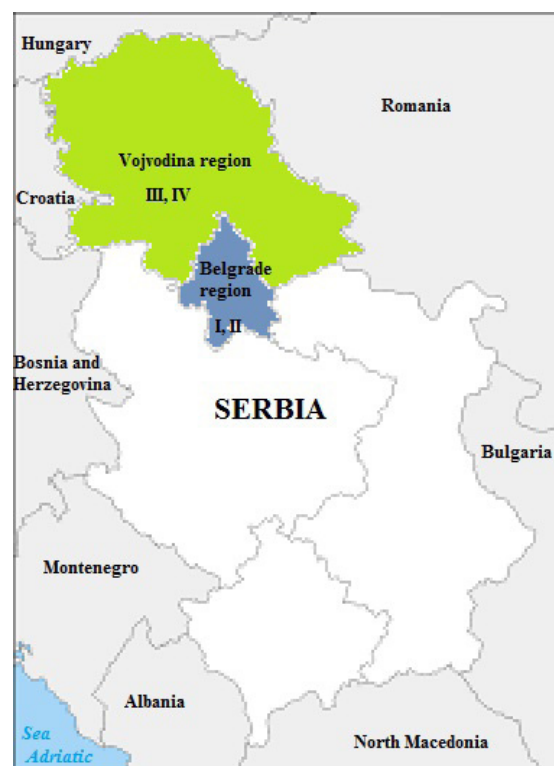 Hungary
Romania
Vojvodina region
III, IV
Croatia
Belgrade
region
I, II
Bosnia and
Herzegovina
SERBIA
Bulgaria
Montenegro
Albania
Sea
Adriatic
North Macedonia